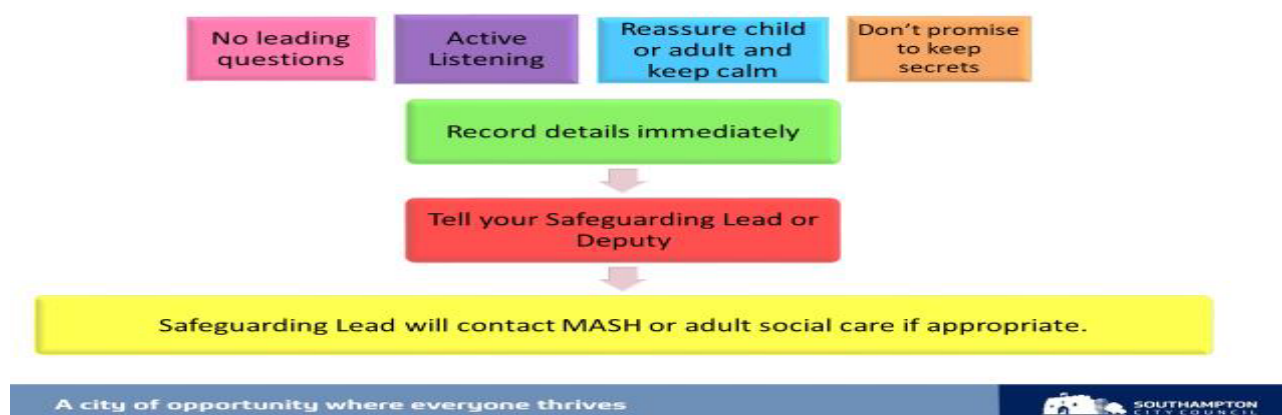 No leading
questions
Active
Listening
Reassure child
or adult and
keep calm
Don't promise
to keep
secrets
Record details immediately
Tell your Safeguarding Lead or
Deputy
Safeguarding Lead will contact MASH or adult social care if appropriate.
A city of opportunity where everyone thrives
SOUTHAMPTON
CITY COUNCIL